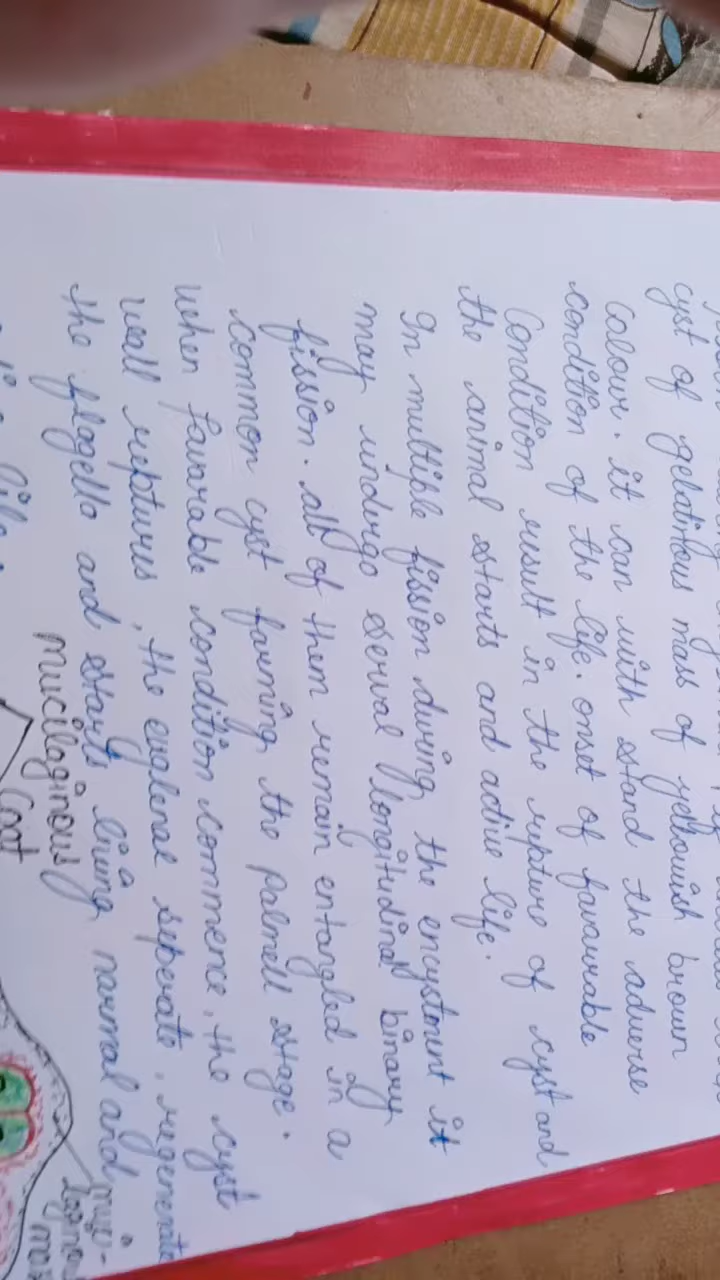 cyst of gelatinous mass of yellowish brown
colour. it can with stand the adverse
condition of the life. onset of favourable
Condition result in the rupture of cyst and
the animal starts and active life.
In multiple fission during the encystment it
may undergo serval longitudinal binary
fission. all of them remain entangled in a
common cyst forming the palmell stage.
when favorable condition commence, the cyst
wall ruptures, the euglenae seperate, regenerate
the flagella and starts living normal and
life.
mucilaginous
Coat